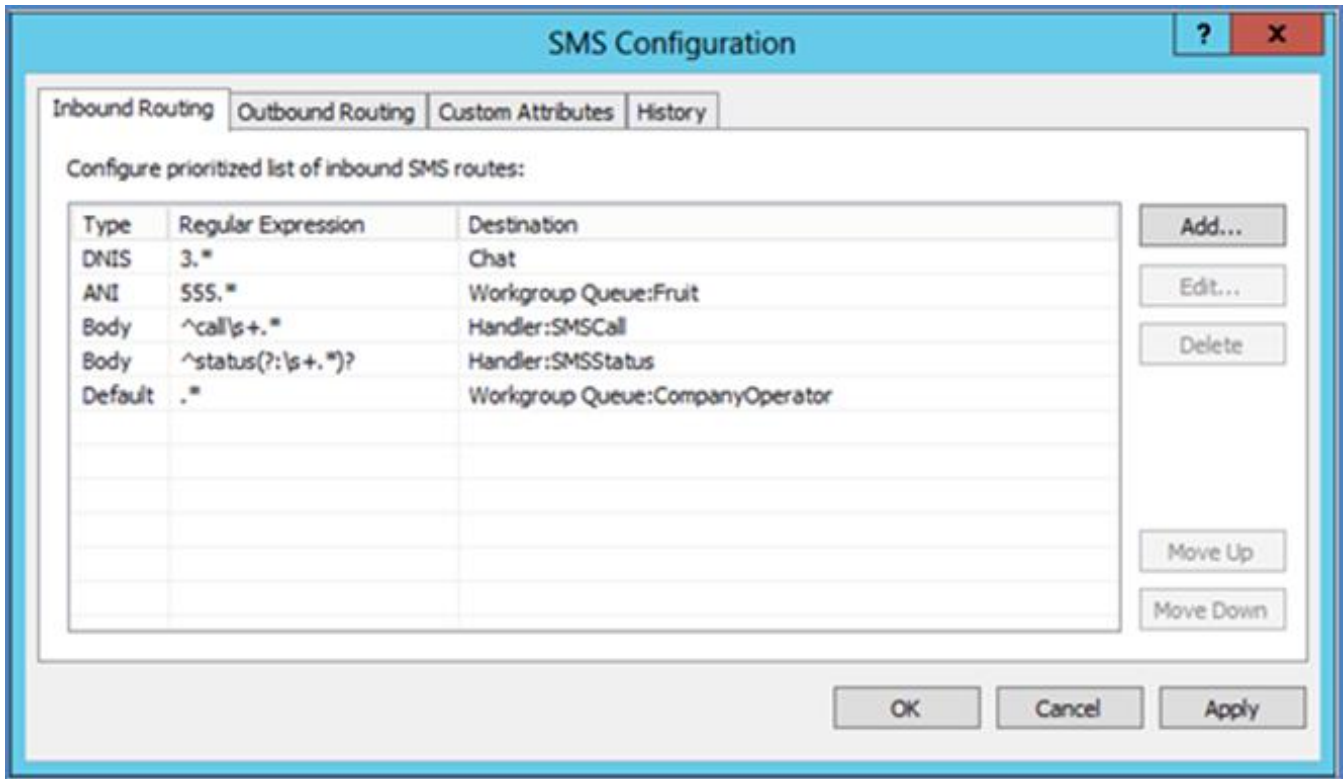 SMS Configuration
? x
Inbound Routing Outbound Routing Custom Attributes History
Configure prioritized list of inbound SMS routes:
Type Regular Expression Destination
DNIS 3.* Chat
ANI 555.* Workgroup Queue:Fruit
Body ^call\s+.* Handler:SMSCall
Body ^status(?:\s+.*)? Handler:SMSStatus
Default .* Workgroup Queue:CompanyOperator
Add...
Edit...
Delete
Move Up
Move Down
OK Cancel Apply